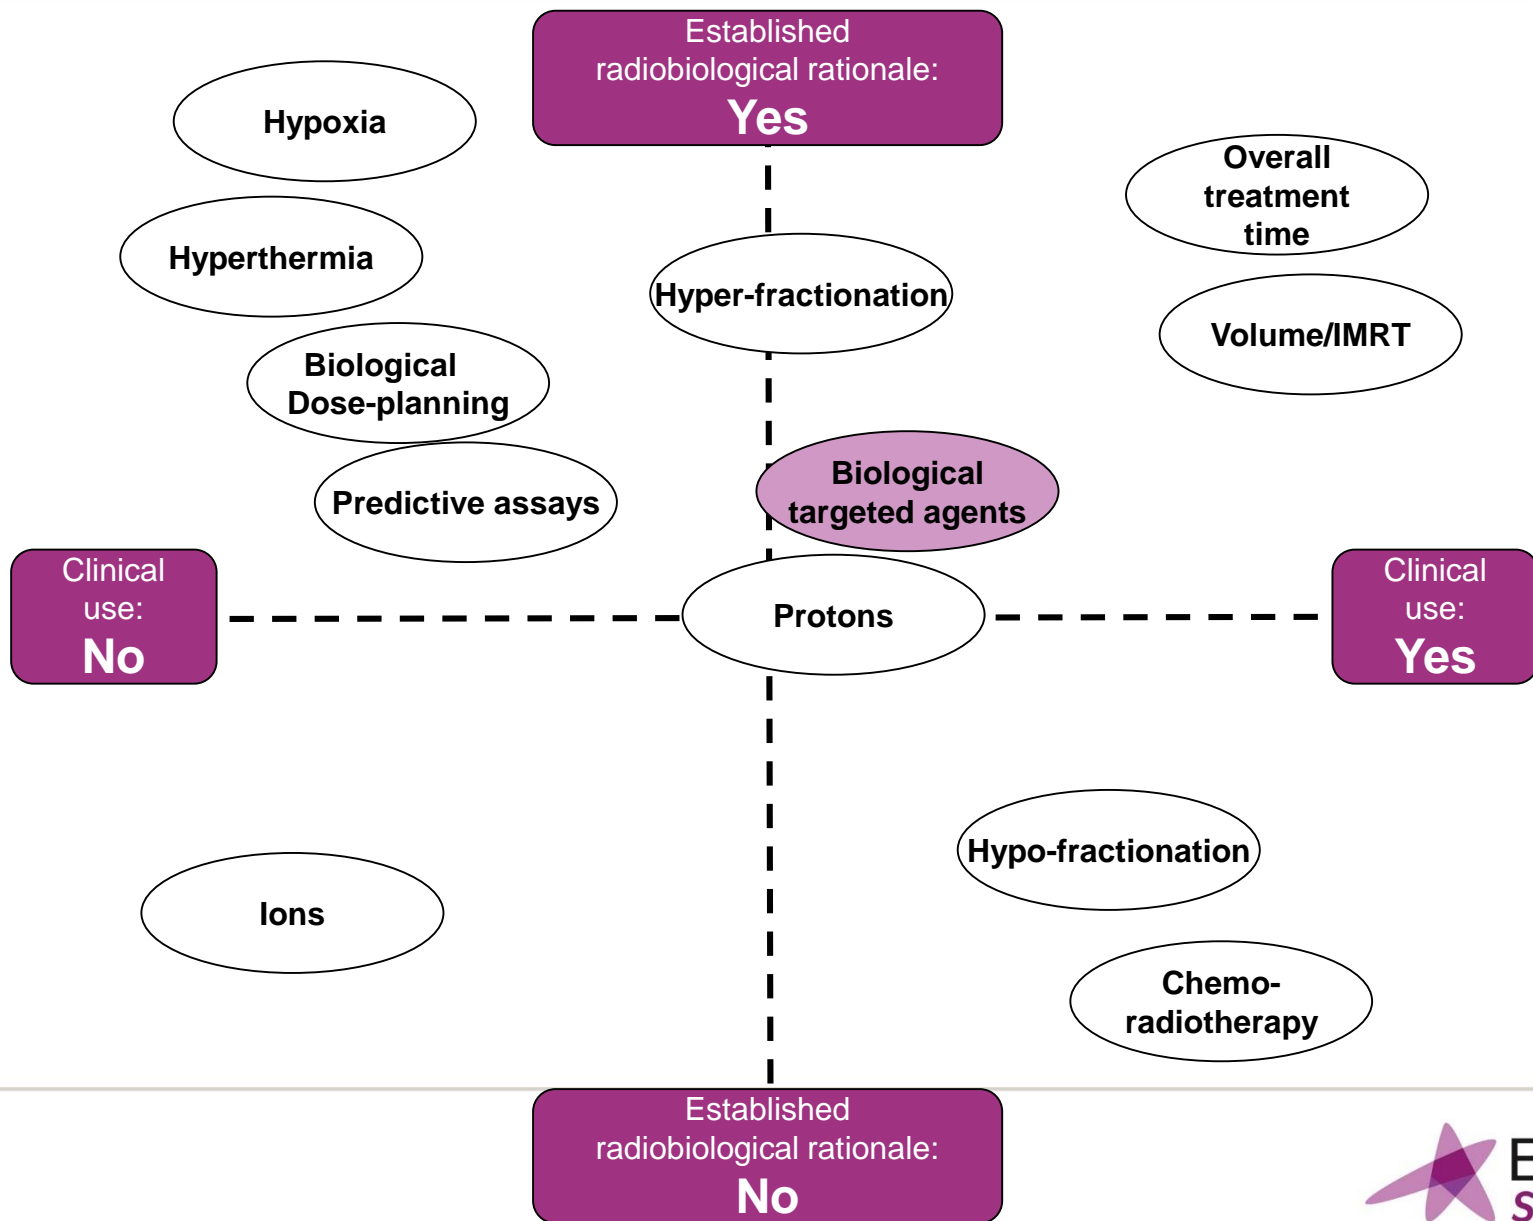 Established
radiobiological rationale:
Yes
Hypoxia
Overall
treatment
time
Hyperthermia
Hyper-fractionation
Volume/IMRT
Biological
Dose-planning
Biological
targeted agents
Predictive assays
Clinical
use:
No
Protons
Clinical
use:
Yes
Hypo-fractionation
Ions
Chemo-
radiotherapy
Established
radiobiological rationale:
No